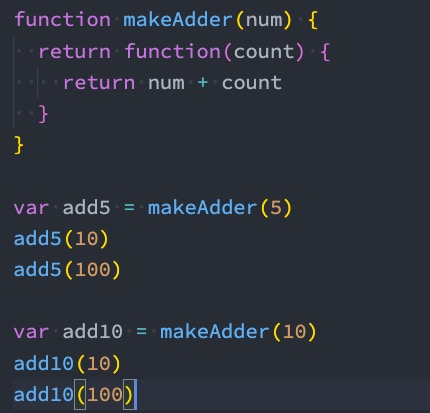 function makeAdder(num) {
  return function(count) {
    return num + count
  }
}

var add5 = makeAdder(5)
add5(10)
add5(100)

var add10 = makeAdder(10)
add10(10)
add10(100)